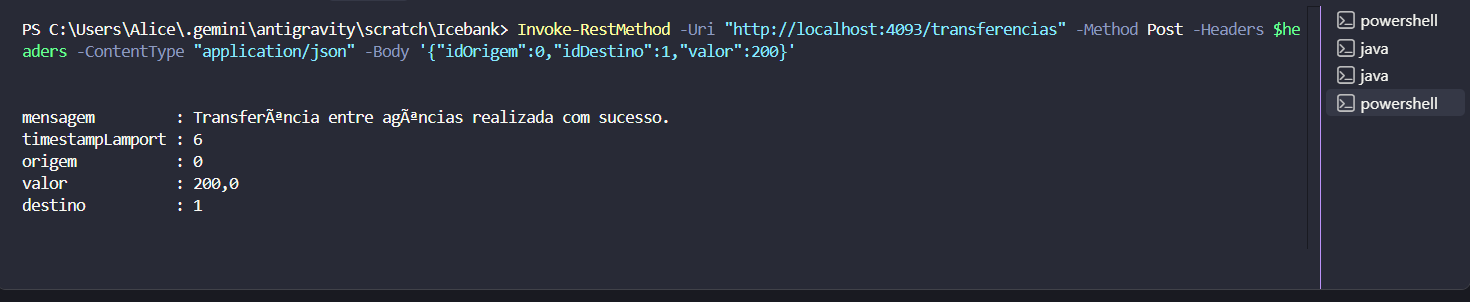 PS C:\Users\Alice\.gemini\antigravity\scratch\Icebank> Invoke-RestMethod -Uri "http://localhost:4093/transferencias" -Method Post -Headers $he
aders -ContentType "application/json" -Body '{"idOrigem":0,"idDestino":1,"valor":200}'
mensagem : TransferÃªncia entre agÃªncias realizada com sucesso.
timestampLamport : 6
origem : 0
valor : 200,0
destino : 1
powershell
java
java
powershell